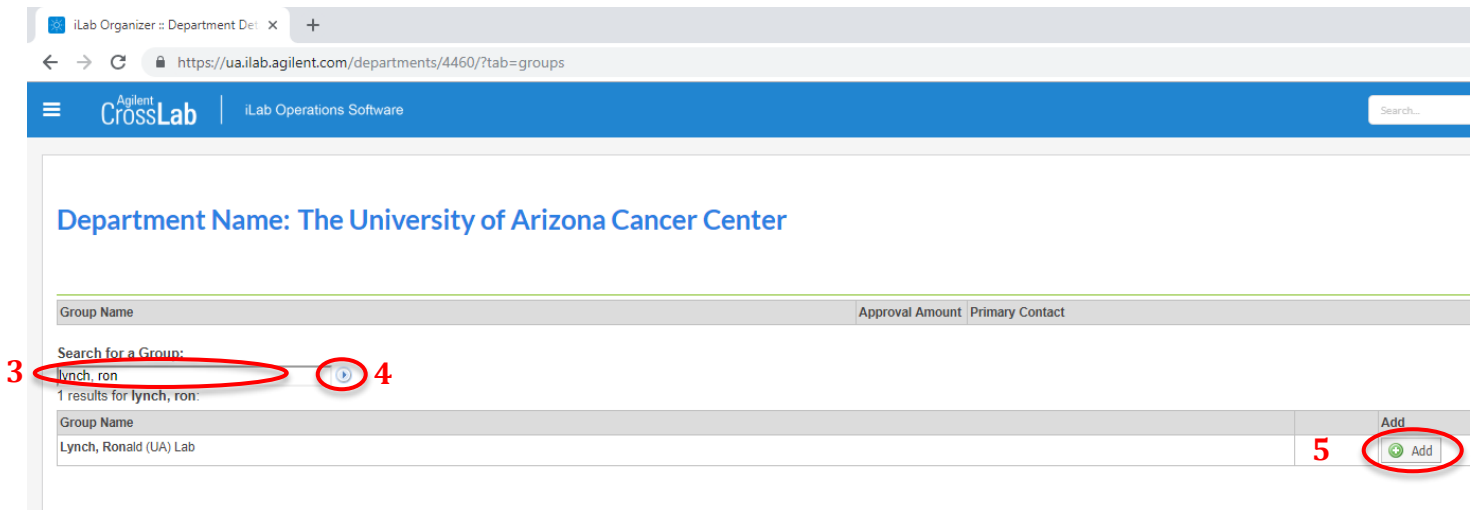 iLab Organizer :: Department Det
https://ua.ilab.agilent.com/departments/4460/?tab=groups
Agilent
CrossLab
iLab Operations Software
Search...
Department Name: The University of Arizona Cancer Center
Group Name Approval Amount Primary Contact
Search for a Group:
3 lynch, ron 4
1 results for lynch, ron:
Group Name Add
Lynch, Ronald (UA) Lab 5 Add